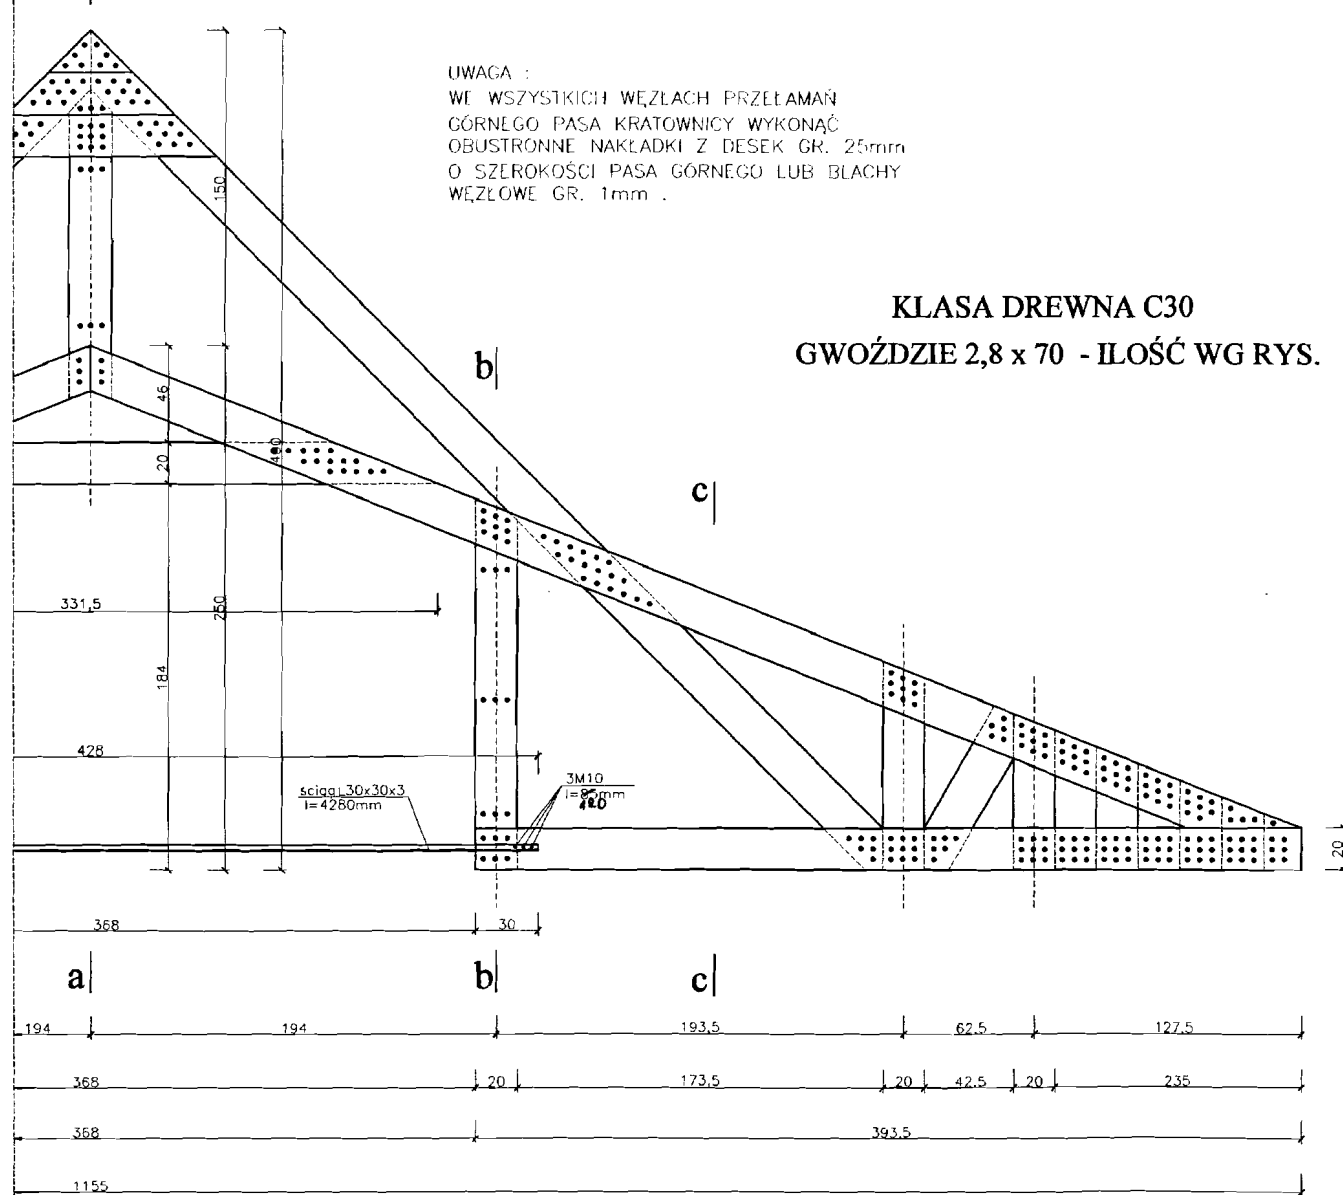 UWAGA :
WE WSZYSTKICH WĘZŁACH PRZEŁAMAŃ
GÓRNEGO PASA KRATOWNICY WYKONAĆ
OBUSTRONNE NAKŁADKI Z DESEK GR. 25mm
O SZEROKOŚCI PASA GÓRNEGO LUB BLACHY
WĘZŁOWE GR. 1mm .
150
KLASA DREWNA C30
GWOŹDZIE 2,8 x 70 - ILOŚĆ WG RYS.
b
46
20
400
c
331,5
250
184
428
ściąg L30x30x3
l=4280mm
3M10
l=85mm
120
20
368
30
a
b
c
194
194
193,5
62,5
127,5
368
20
173,5
20
42,5
20
235
368
393,5
1155